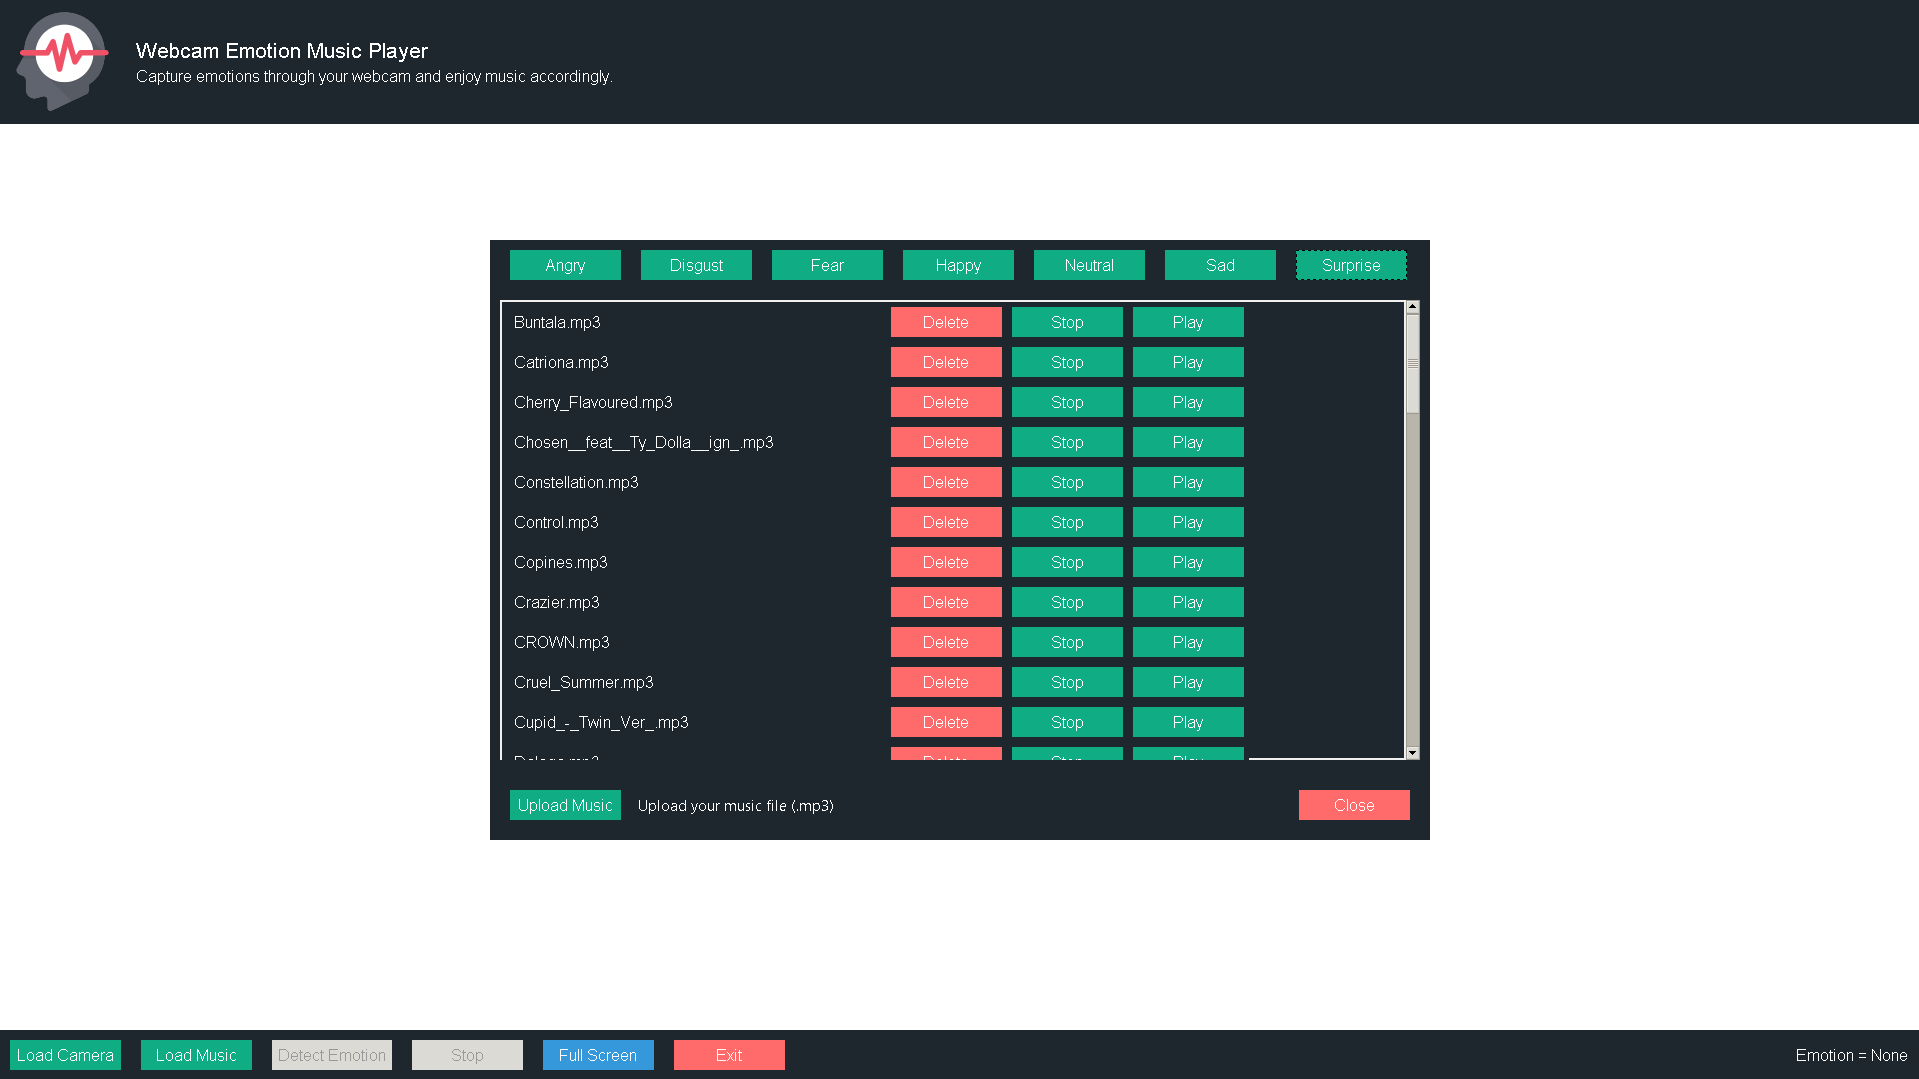 Webcam Emotion Music Player
Capture emotions through your webcam and enjoy music accordingly.
Angry Disgust Fear Happy Neutral Sad Surprise
Buntala.mp3 Delete Stop Play
Catriona.mp3 Delete Stop Play
Cherry_Flavoured.mp3 Delete Stop Play
Chosen__feat__Ty_Dolla__ign_.mp3 Delete Stop Play
Constellation.mp3 Delete Stop Play
Control.mp3 Delete Stop Play
Copines.mp3 Delete Stop Play
Crazier.mp3 Delete Stop Play
CROWN.mp3 Delete Stop Play
Cruel_Summer.mp3 Delete Stop Play
Cupid_-_Twin_Ver_.mp3 Delete Stop Play
Delete Stop Play
Upload Music Upload your music file (.mp3) Close
Load Camera Load Music Detect Emotion Stop Full Screen Exit Emotion = None